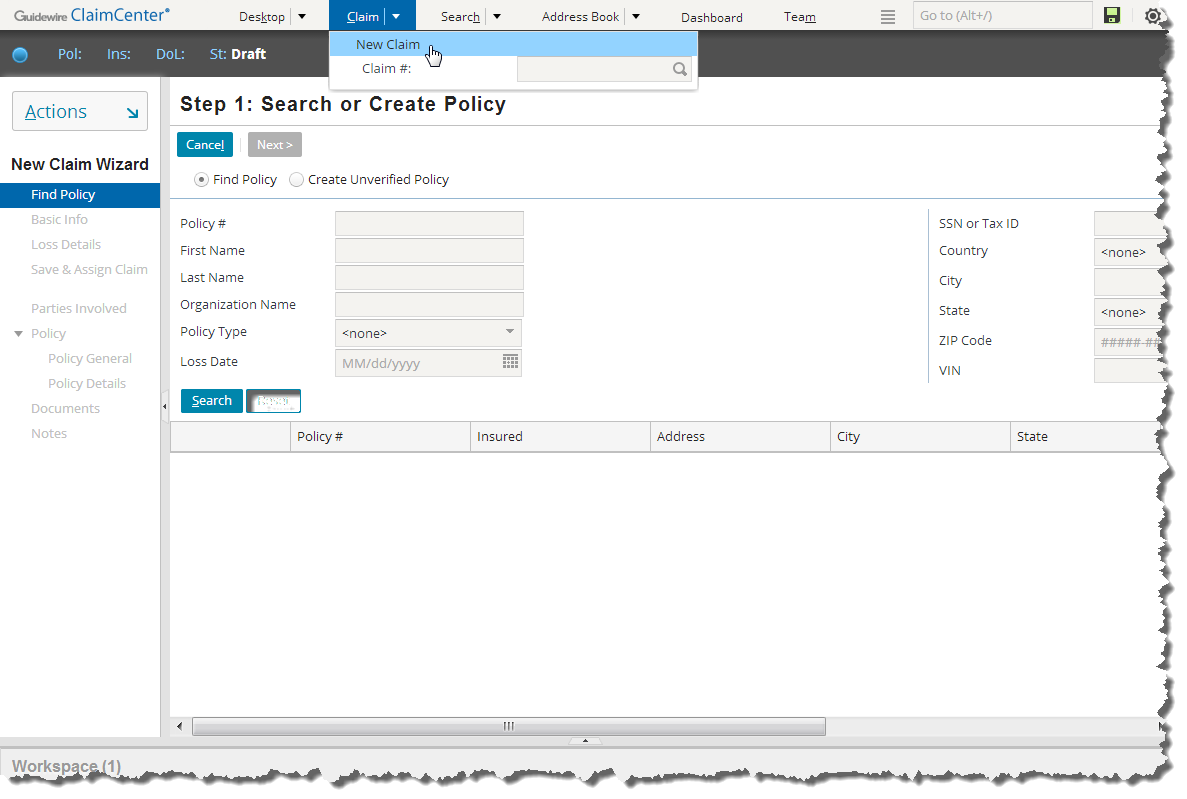 Guidewire ClaimCenter® Desktop Claim Search Address Book Dashboard Team Go to (Alt+/)
New Claim
Pol: Ins: DoL: St: Draft
Claim #:
Actions
Step 1: Search or Create Policy
Cancel Next >
New Claim Wizard
Find Policy Create Unverified Policy
Find Policy
Basic Info
Loss Details
Save & Assign Claim
Parties Involved
Policy
Policy General
Policy Details
Documents
Notes
Policy #
First Name
Last Name
Organization Name
Policy Type <none>
Loss Date MM/dd/yyyy
SSN or Tax ID
Country <none>
City
State <none>
ZIP Code #####-##
VIN
Search
Policy # Insured Address City State
Workspace (1)